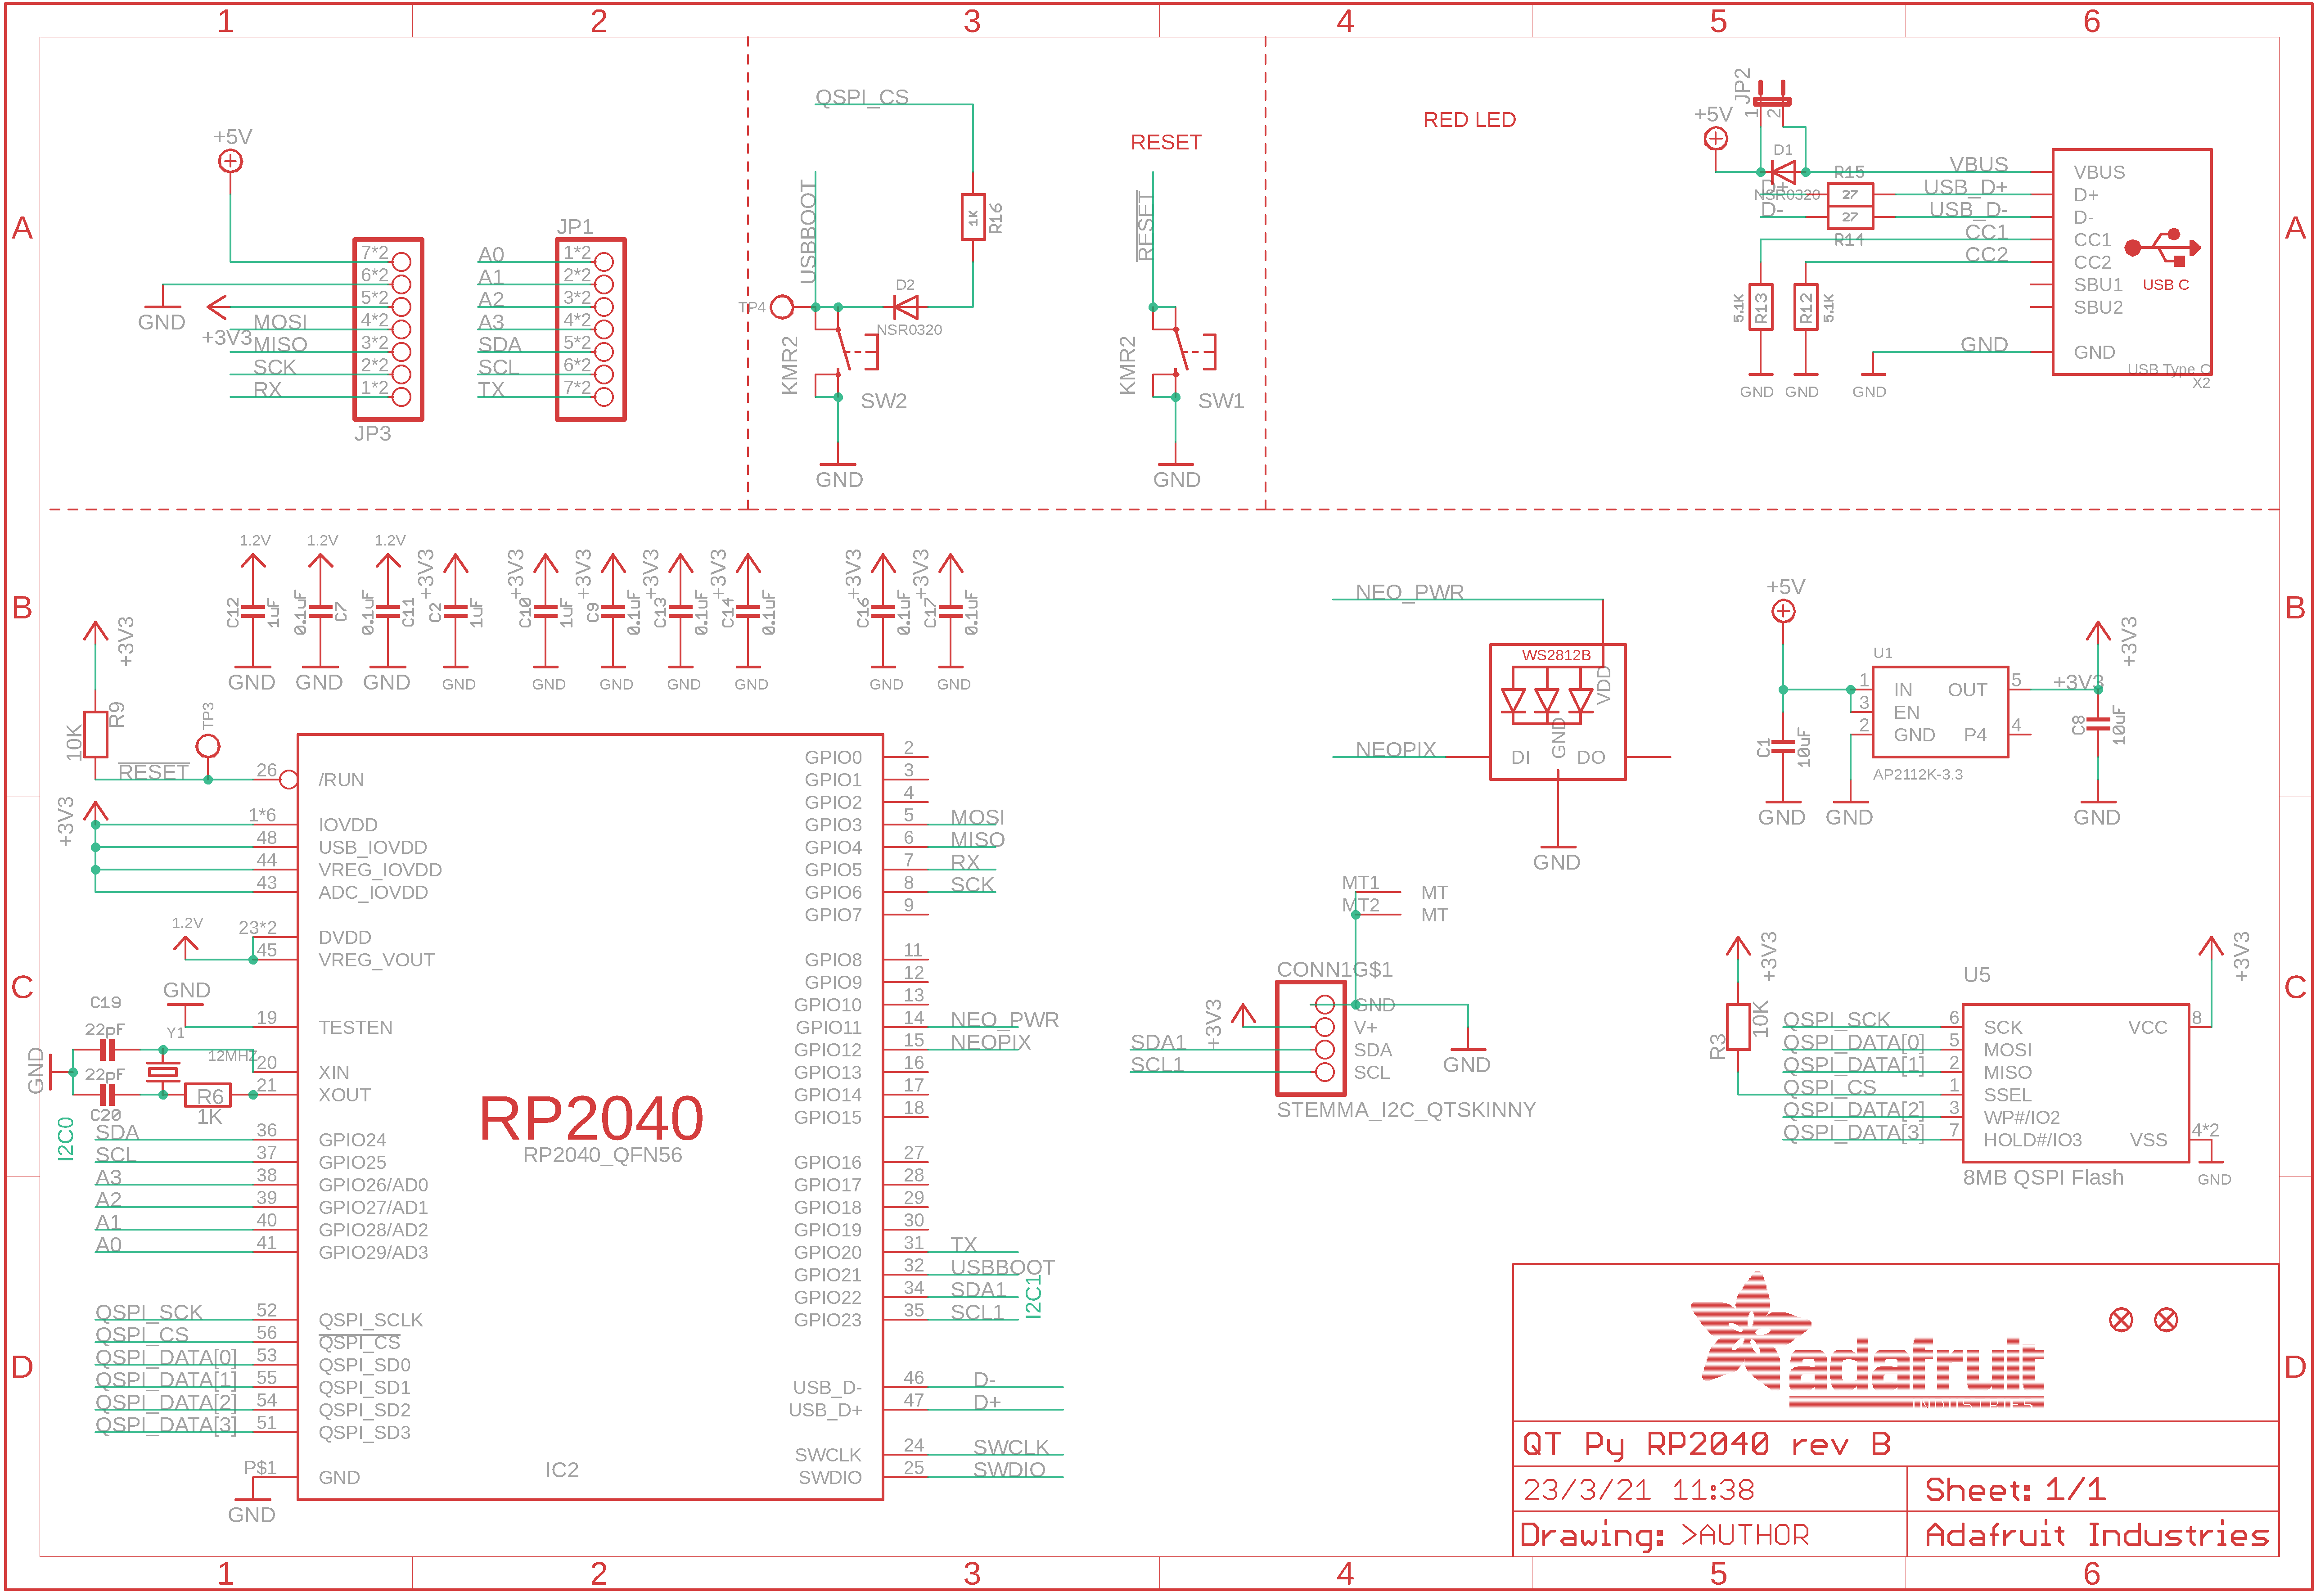 1 2 3 4 5 6
A A
B B
C C
D D
+5V
7*2
6*2
5*2
4*2
3*2
2*2
1*2
GND
+3V3
MOSI
MISO
SCK
RX
JP3
JP1
A0 1*2
A1 2*2
A2 3*2
A3 4*2
SDA 5*2
SCL 6*2
TX 7*2
QSPI_CS
USBBOOT
1K R16
TP4
D2
NSR0320
KMR2
SW2
GND
RESET
RESET
KMR2
SW1
GND
RED LED
JP2
1 2
+5V
D1
NSR0320
R15
VBUS VBUS
D+ 27 USB_D+ D+
D- 27 USB_D- D-
R14
CC1 CC1
CC2 CC2
SBU1
SBU2
USB C
5.1K R13 R12 5.1K
GND GND
GND
GND GND
USB Type C
X2
1.2V C12 1uF GND
1.2V 0.1uF C7 GND
1.2V 0.1uF C11 GND
+3V3 C2 1uF GND
+3V3 C10 1uF GND
+3V3 C9 0.1uF GND
+3V3 C13 0.1uF GND
+3V3 C14 0.1uF GND
+3V3 C16 0.1uF GND
+3V3 C17 0.1uF GND
+3V3
10K R9
TP3
RESET 26 /RUN
+3V3
1*6 IOVDD
48 USB_IOVDD
44 VREG_IOVDD
43 ADC_IOVDD
1.2V
23*2 DVDD
45 VREG_VOUT
GND
19 TESTEN
C19
22pF
Y1
12MHZ
GND
22pF
C20
R6
1K
20 XIN
21 XOUT
I2C0
SDA 36 GPIO24
SCL 37 GPIO25
A3 38 GPIO26/AD0
A2 39 GPIO27/AD1
A1 40 GPIO28/AD2
A0 41 GPIO29/AD3
QSPI_SCK 52 QSPI_SCLK
QSPI_CS 56 QSPI_CS
QSPI_DATA[0] 53 QSPI_SD0
QSPI_DATA[1] 55 QSPI_SD1
QSPI_DATA[2] 54 QSPI_SD2
QSPI_DATA[3] 51 QSPI_SD3
P$1 GND
GND
RP2040
RP2040_QFN56
IC2
GPIO0 2
GPIO1 3
GPIO2 4
GPIO3 5 MOSI
GPIO4 6 MISO
GPIO5 7 RX
GPIO6 8 SCK
GPIO7 9
GPIO8 11
GPIO9 12
GPIO10 13
GPIO11 14 NEO_PWR
GPIO12 15 NEOPIX
GPIO13 16
GPIO14 17
GPIO15 18
GPIO16 27
GPIO17 28
GPIO18 29
GPIO19 30
GPIO20 31 TX
GPIO21 32 USBBOOT
GPIO22 34 SDA1
GPIO23 35 SCL1
I2C1
USB_D- 46 D-
USB_D+ 47 D+
SWCLK 24 SWCLK
SWDIO 25 SWDIO
NEO_PWR
WS2812B
VDD
GND
NEOPIX DI DO
GND
MT1 MT
MT2 MT
CONN1G$1
+3V3
GND
V+
SDA1 SDA
SCL1 SCL
GND
STEMMA_I2C_QTSKINNY
+5V
U1
+3V3
1 IN OUT 5 +3V3
3 EN
2 GND P4 4
C1 10uF
C8 10uF
AP2112K-3.3
GND GND GND
+3V3
R3 10K
U5
+3V3
QSPI_SCK 6 SCK VCC 8
QSPI_DATA[0] 5 MOSI
QSPI_DATA[1] 2 MISO
QSPI_CS 1 SSEL
QSPI_DATA[2] 3 WP#/IO2
QSPI_DATA[3] 7 HOLD#/IO3 VSS 4*2
8MB QSPI Flash
GND
adafruit
INDUSTRIES
QT Py RP2040 rev B
23/3/21 11:38 Sheet: 1/1
Drawing: >AUTHOR Adafruit Industries
1 2 3 4 5 6